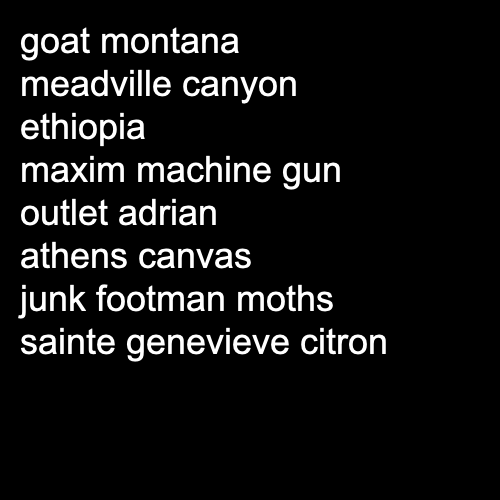 goat montana
meadville canyon
ethiopia
maxim machine gun
outlet adrian
athens canvas
junk footman moths
sainte genevieve citron